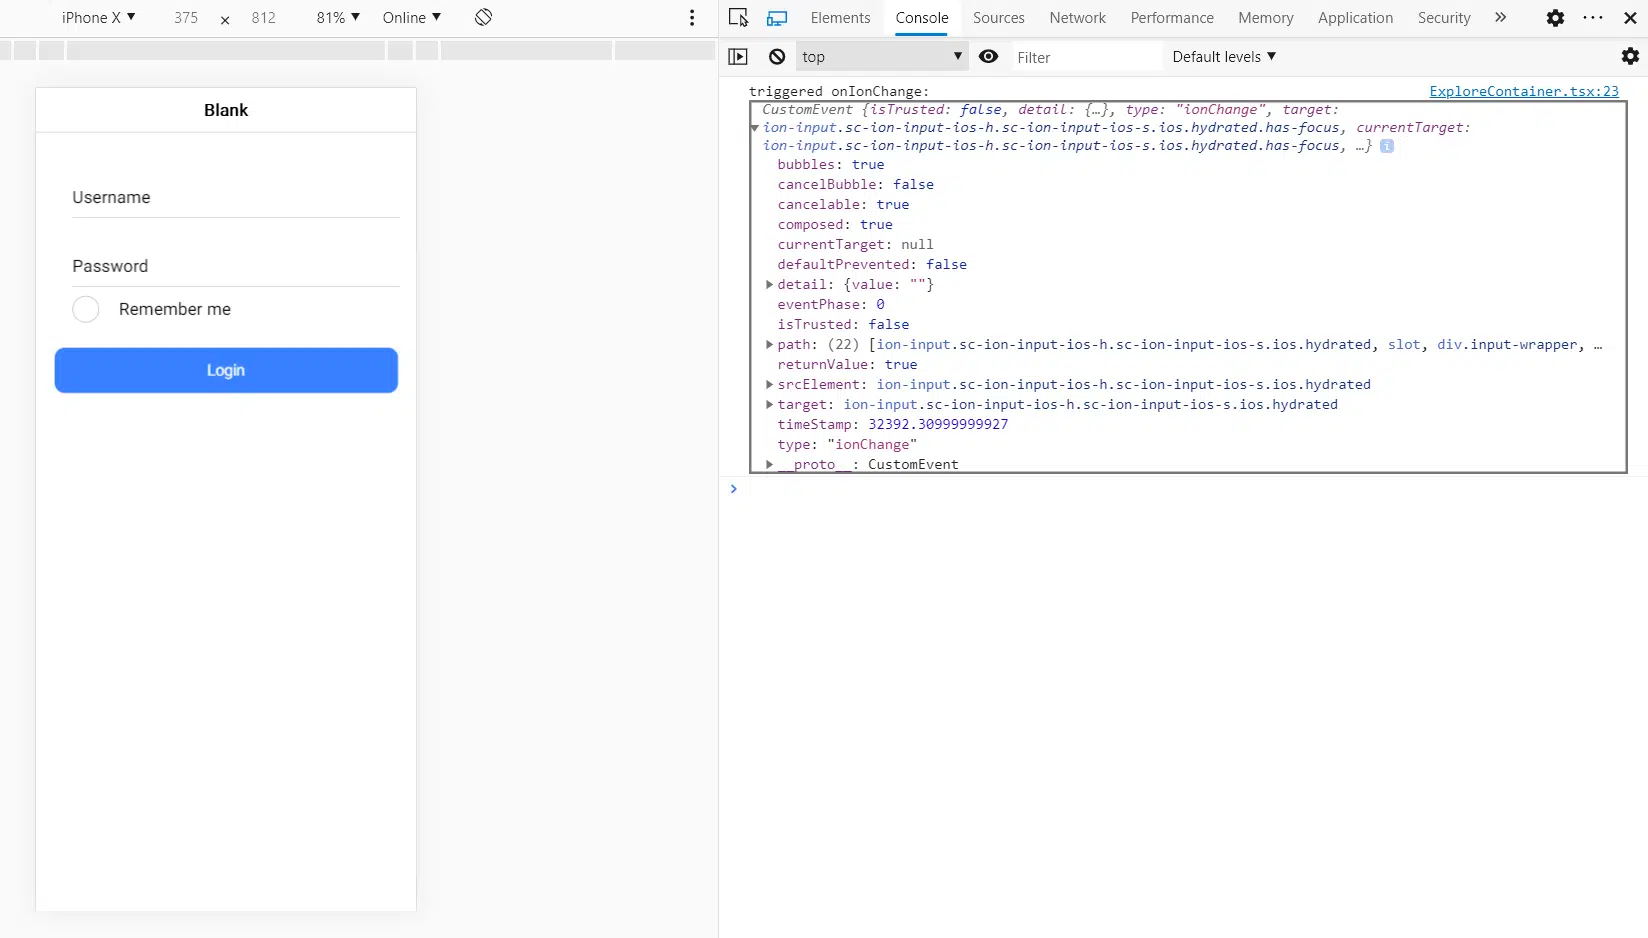 iPhone X ▼ 375 × 812 81% ▼ Online ▼
Elements Console Sources Network Performance Memory Application Security »
top ▼ Filter Default levels ▼
Blank
Username
Password
Remember me
Login
triggered onIonChange: ExploreContainer.tsx:23
CustomEvent {isTrusted: false, detail: {…}, type: "ionChange", target:
ion-input.sc-ion-input-ios-h.sc-ion-input-ios-s.ios.hydrated.has-focus, currentTarget:
ion-input.sc-ion-input-ios-h.sc-ion-input-ios-s.ios.hydrated.has-focus, …} i
bubbles: true
cancelBubble: false
cancelable: true
composed: true
currentTarget: null
defaultPrevented: false
detail: {value: ""}
eventPhase: 0
isTrusted: false
path: (22) [ion-input.sc-ion-input-ios-h.sc-ion-input-ios-s.ios.hydrated, slot, div.input-wrapper, …
returnValue: true
srcElement: ion-input.sc-ion-input-ios-h.sc-ion-input-ios-s.ios.hydrated
target: ion-input.sc-ion-input-ios-h.sc-ion-input-ios-s.ios.hydrated
timeStamp: 32392.30999999927
type: "ionChange"
__proto__: CustomEvent